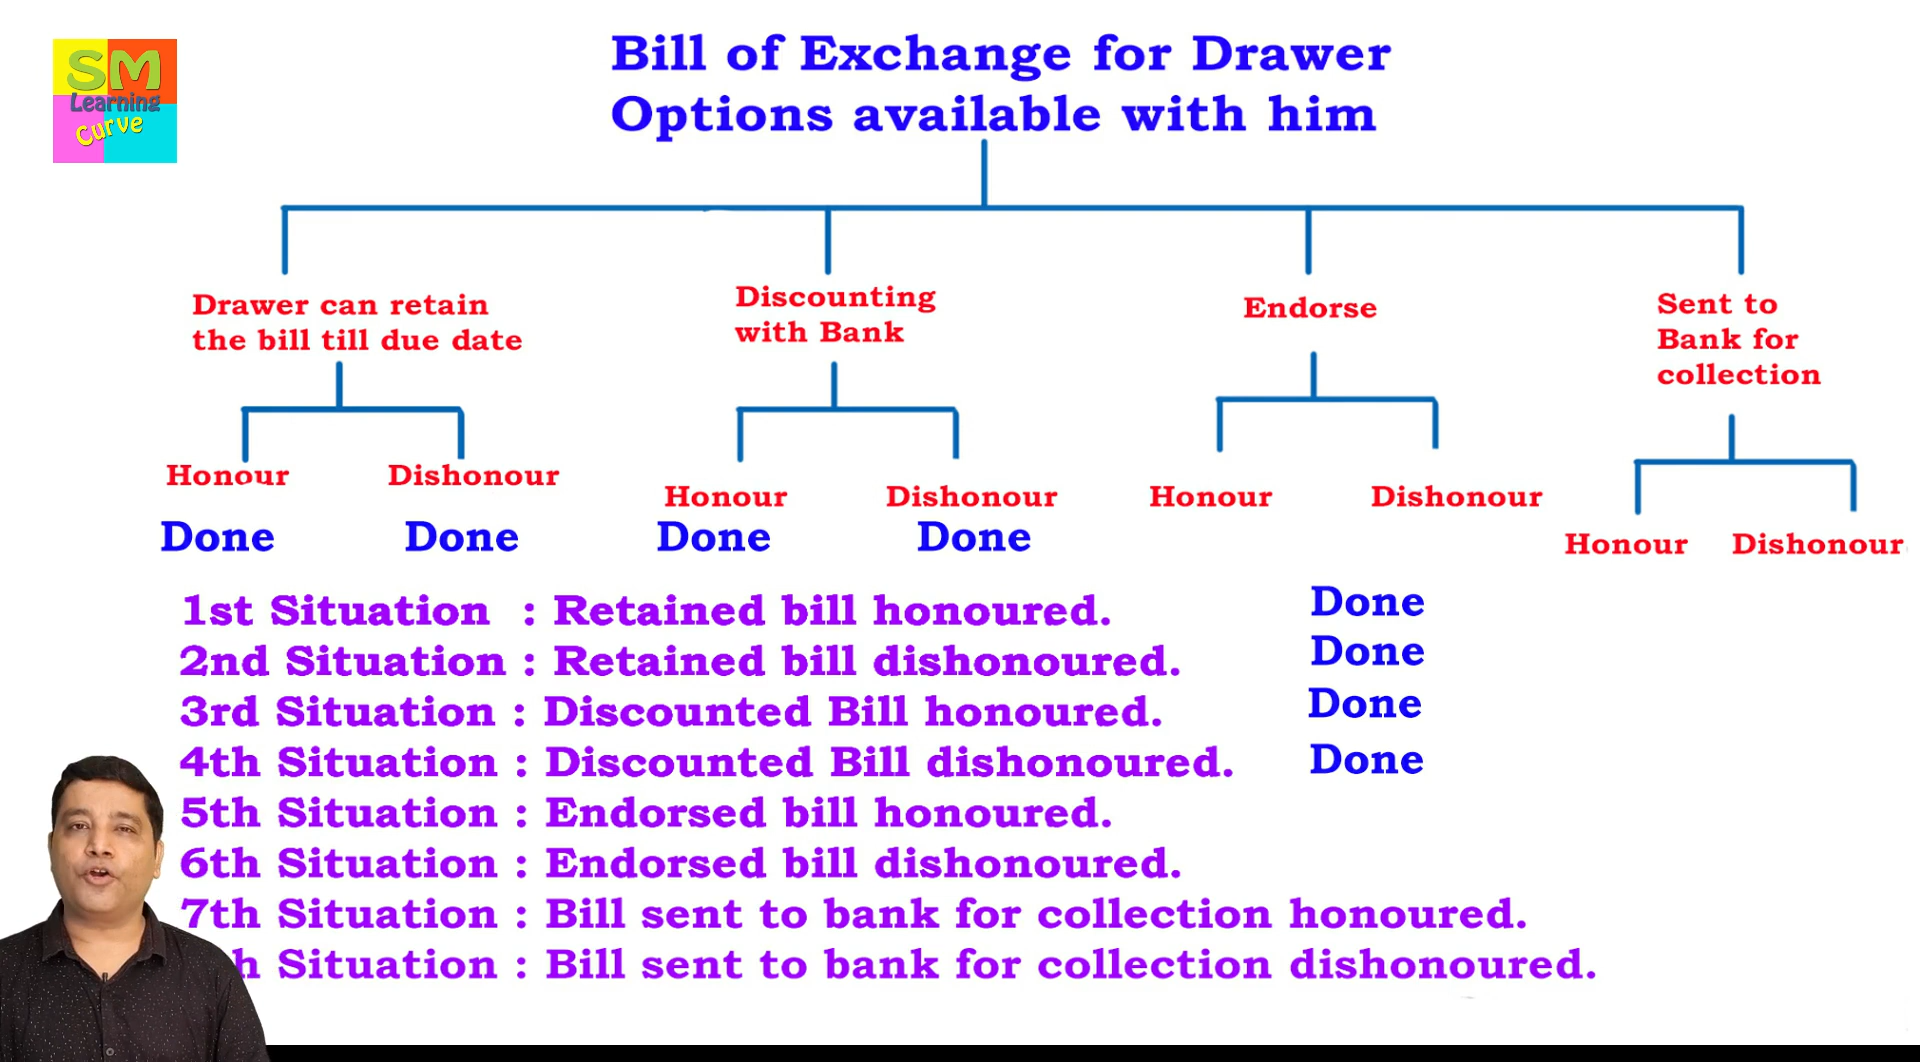 SM
Learning
Curve
Bill of Exchange for Drawer
Options available with him
Drawer can retain
the bill till due date
Discounting
with Bank
Endorse
Sent to
Bank for
collection
Honour
Dishonour
Honour
Dishonour
Honour
Dishonour
Honour
Dishonour
Done
Done
Done
Done
1st Situation : Retained bill honoured. Done
2nd Situation : Retained bill dishonoured. Done
3rd Situation : Discounted Bill honoured. Done
4th Situation : Discounted Bill dishonoured. Done
5th Situation : Endorsed bill honoured.
6th Situation : Endorsed bill dishonoured.
7th Situation : Bill sent to bank for collection honoured.
h Situation : Bill sent to bank for collection dishonoured.